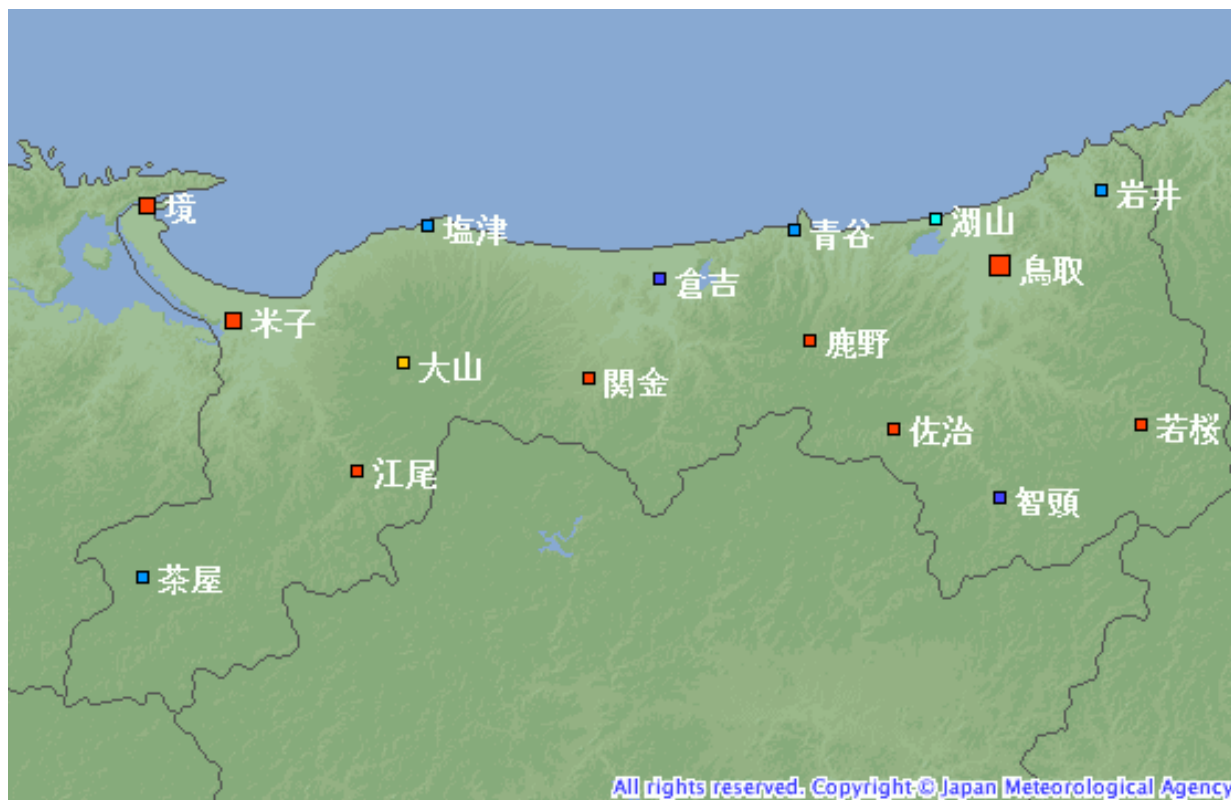 岩井
境
湖山
塩津
青谷
鳥取
倉吉
米子
鹿野
大山
関金
佐治
若桜
江尾
智頭
茶屋
All rights reserved. Copyright © Japan Meteorological Agency